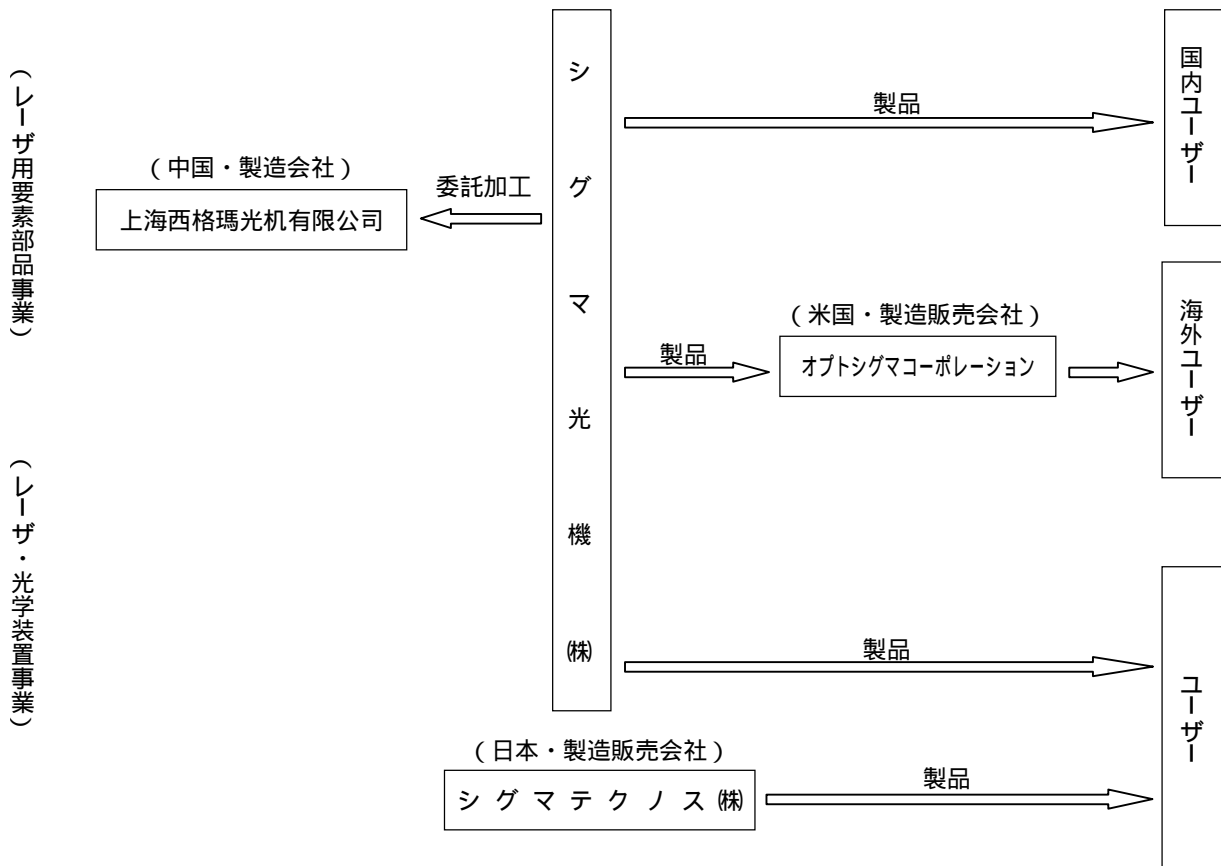 （レーザ用要素部品事業）
（中国・製造会社）
上海西格瑪光机有限公司
委託加工
シグマ光機㈱
製品
国内ユーザー
製品
（米国・製造販売会社）
オプトシグマコーポレーション
海外ユーザー
（レーザ・光学装置事業）
製品
ユーザー
（日本・製造販売会社）
シグマテクノス㈱
製品